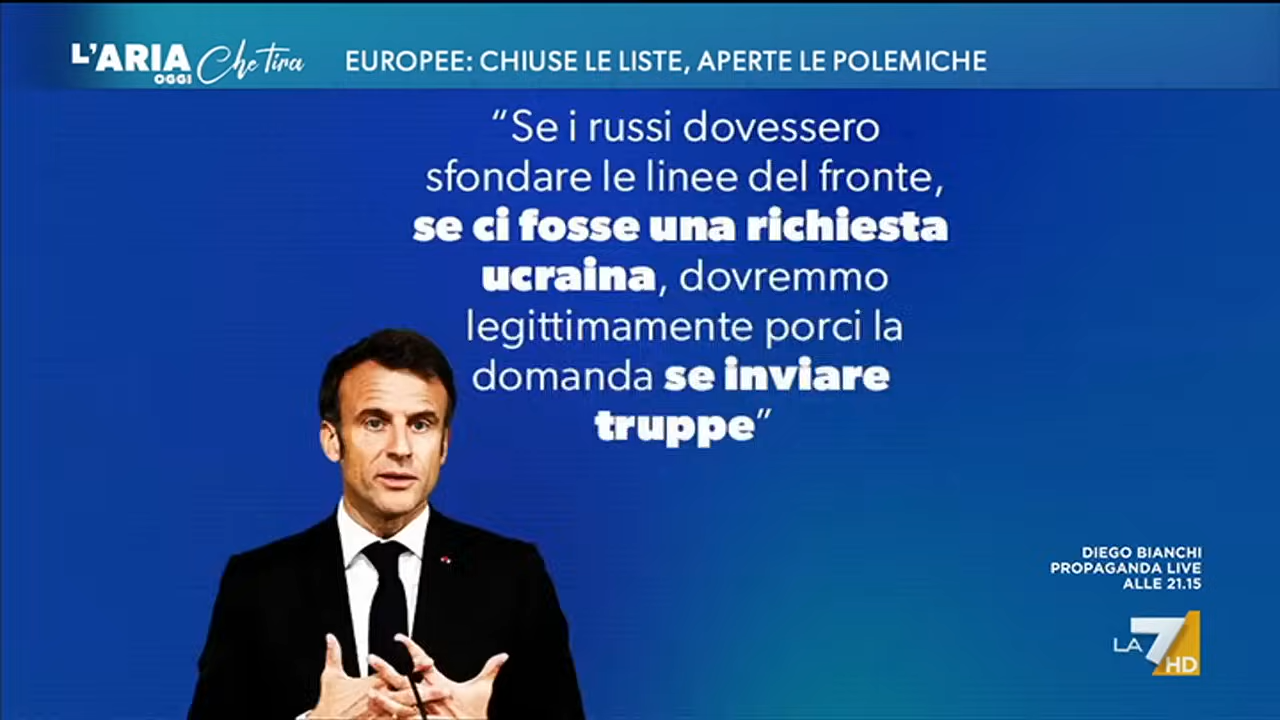 L'ARIA
OGGI
Che tira
EUROPEE: CHIUSE LE LISTE, APERTE LE POLEMICHE
“Se i russi dovessero
sfondare le linee del fronte,
se ci fosse una richiesta
ucraina, dovremmo
legittimamente porci la
domanda se inviare
truppe”
DIEGO BIANCHI
PROPAGANDA LIVE
ALLE 21.15
LA7
HD